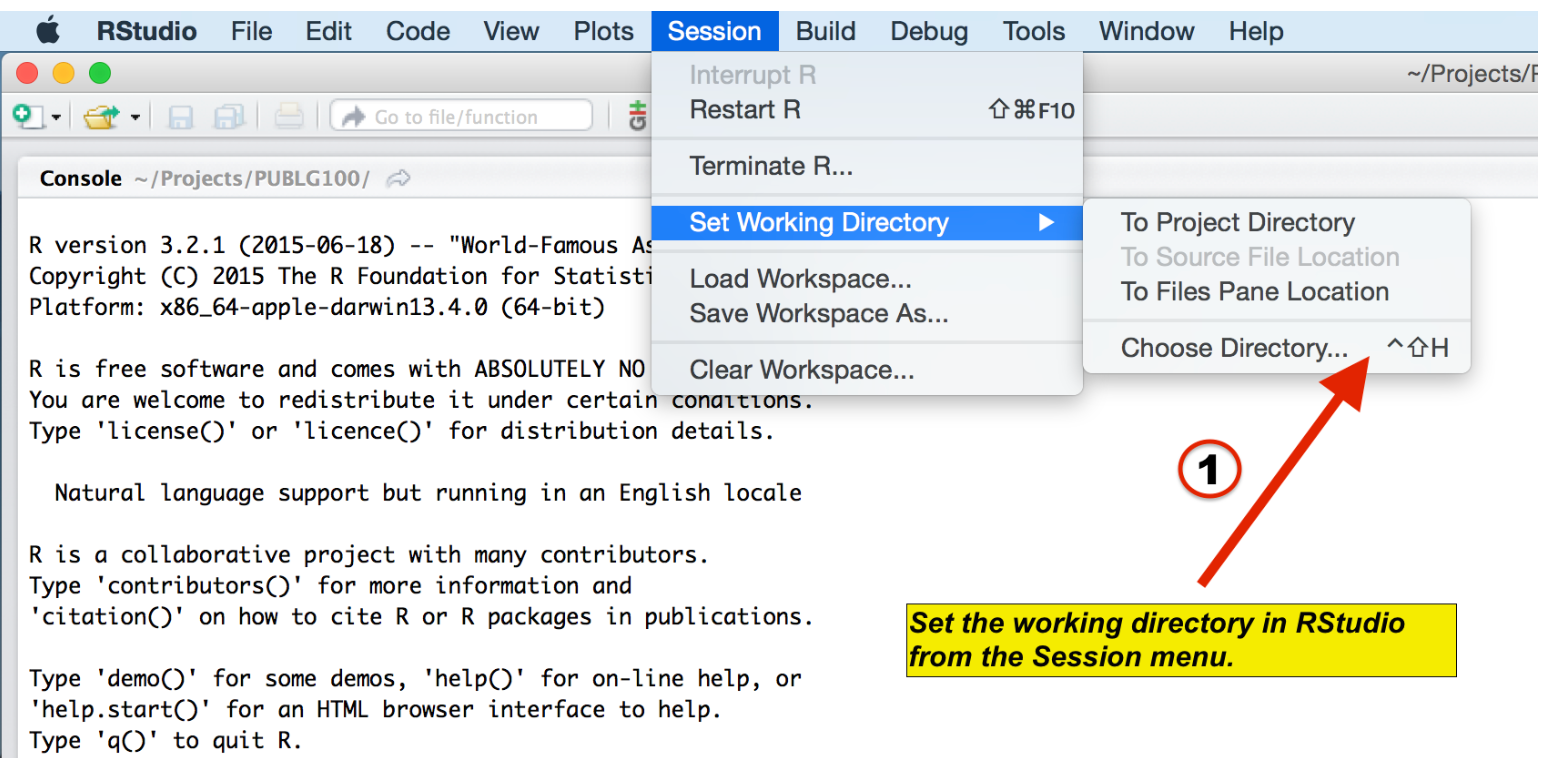 RStudio File Edit Code View Plots Session Build Debug Tools Window Help
~/Projects/
Go to file/function
Interrupt R
Restart R ⇧⌘F10
Terminate R...
Set Working Directory ▶
Load Workspace...
Save Workspace As...
Clear Workspace...
To Project Directory
To Source File Location
To Files Pane Location
Choose Directory... ^⇧H
Console ~/Projects/PUBLG100/
R version 3.2.1 (2015-06-18) -- "World-Famous
Copyright (C) 2015 The R Foundation for
Platform: x86_64-apple-darwin13.4.0 (64-bit)
R is free software and comes with ABSOLUTELY NO
You are welcome to redistribute it under certain conditions.
Type 'license()' or 'licence()' for distribution details.
Natural language support but running in an English locale
R is a collaborative project with many contributors.
Type 'contributors()' for more information and
'citation()' on how to cite R or R packages in publications.
Type 'demo()' for some demos, 'help()' for on-line help, or
'help.start()' for an HTML browser interface to help.
Type 'q()' to quit R.
1
Set the working directory in RStudio
from the Session menu.